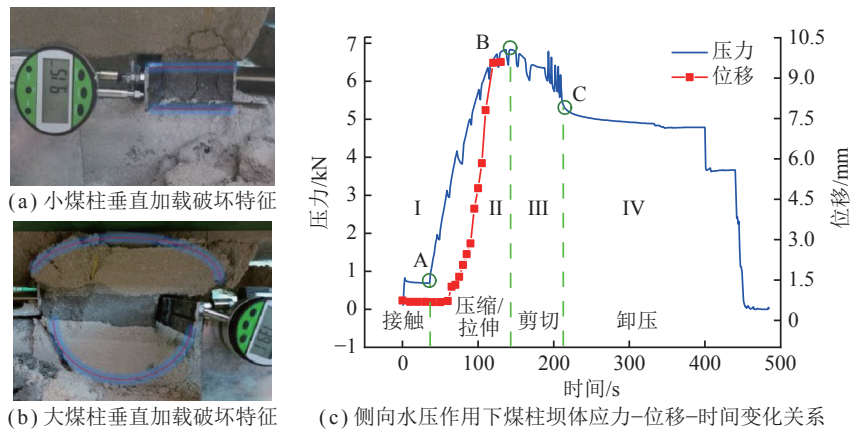 9.15
(a) 小煤柱垂直加载破坏特征
(b) 大煤柱垂直加载破坏特征
压力/kN
7
6
5
4
3
2
1
0
−1
10.5
9.0
7.5
6.0
4.5
3.0
1.5
0
位移/mm
压力
位移
A
B
C
I
II
III
IV
接触
压缩/
拉伸
剪切
卸压
0 100 200 300 400 500
时间/s
(c) 侧向水压作用下煤柱坝体应力−位移−时间变化关系